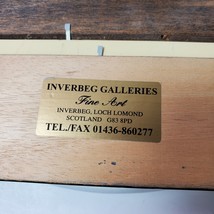 INVERBEG GALLERIES
Fine Art
INVERBEG, LOCH LOMOND
SCOTLAND G83 8PD
TEL./FAX 01436-860277